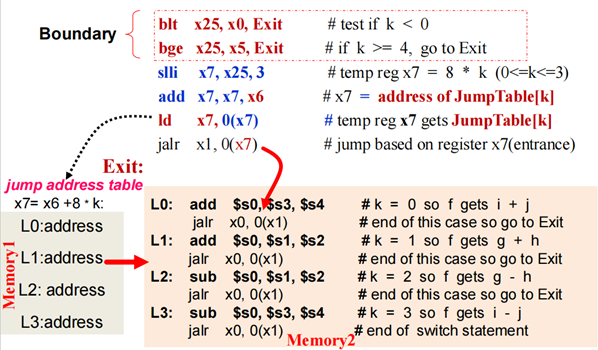 Boundary
blt x25, x0, Exit # test if k < 0
bge x25, x5, Exit # if k >= 4, go to Exit
slli x7, x25, 3 # temp reg x7 = 8 * k (0<=k<=3)
add x7, x7, x6 # x7 = address of JumpTable[k]
ld x7, 0(x7) # temp reg x7 gets JumpTable[k]
jalr x1, 0(x7) # jump based on register x7(entrance)
Exit:
jump address table
x7= x6 +8 * k:
L0:address
L1:address
L2: address
L3:address
Memory1
L0: add $s0, $s3, $s4 # k = 0 so f gets i + j
jalr x0, 0(x1) # end of this case so go to Exit
L1: add $s0, $s1, $s2 # k = 1 so f gets g + h
jalr x0, 0(x1) # end of this case so go to Exit
L2: sub $s0, $s1, $s2 # k = 2 so f gets g - h
jalr x0, 0(x1) # end of this case so go to Exit
L3: sub $s0, $s3, $s4 # k = 3 so f gets i - j
jalr x0, 0(x1) # end of switch statement
Memory2